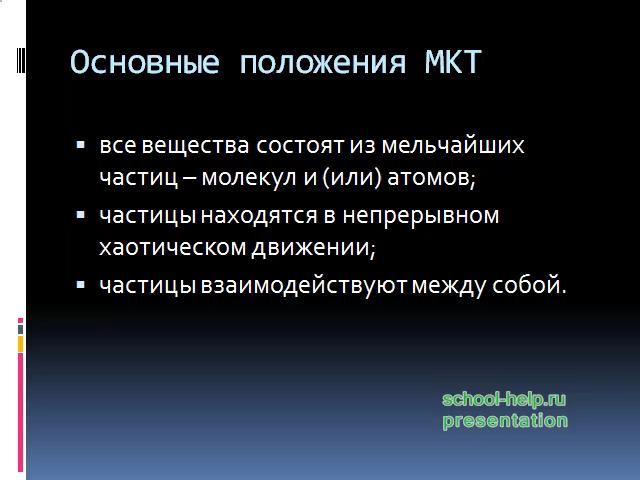 Основные положения МКТ
все вещества состоят из мельчайших
частиц – молекул и (или) атомов;
частицы находятся в непрерывном
хаотическом движении;
частицы взаимодействуют между собой.
school-help.ru
presentation